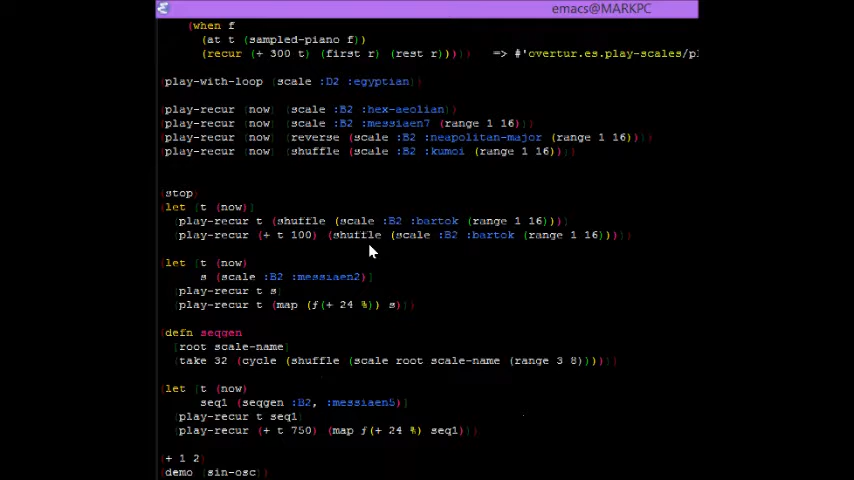 emacs@MARKPC
(when f
(at t (sampled-piano f))
(recur (+ 300 t) (first r) (rest r)))) => #'overtur.es.play-scales/pl
(play-with-loop (scale :D2 :egyptian))
(play-recur (now) (scale :B2 :hex-aeolian))
(play-recur (now) (scale :B2 :messiaen7 (range 1 16)))
(play-recur (now) (reverse (scale :B2 :neapolitan-major (range 1 16))))
(play-recur (now) (shuffle (scale :B2 :kumoi (range 1 16))))
(stop)
(let [t (now)]
(play-recur t (shuffle (scale :B2 :bartok (range 1 16))))
(play-recur (+ t 100) (shuffle (scale :B2 :bartok (range 1 16)))))
(let [t (now)
s (scale :B2 :messiaen2)]
(play-recur t s)
(play-recur t (map (ƒ(+ 24 %)) s)))
(defn seqgen
[root scale-name]
(take 32 (cycle (shuffle (scale root scale-name (range 3 8))))))
(let [t (now)
seq1 (seqgen :B2, :messiaen5)]
(play-recur t seq1)
(play-recur (+ t 750) (map ƒ(+ 24 %) seq1)))
(+ 1 2)
(demo (sin-osc))